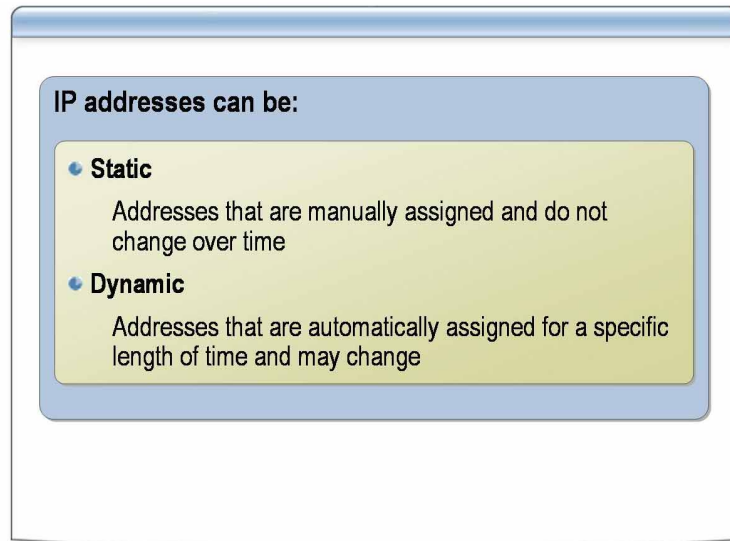 IP addresses can be:
Static
Addresses that are manually assigned and do not
change over time
Dynamic
Addresses that are automatically assigned for a specific
length of time and may change